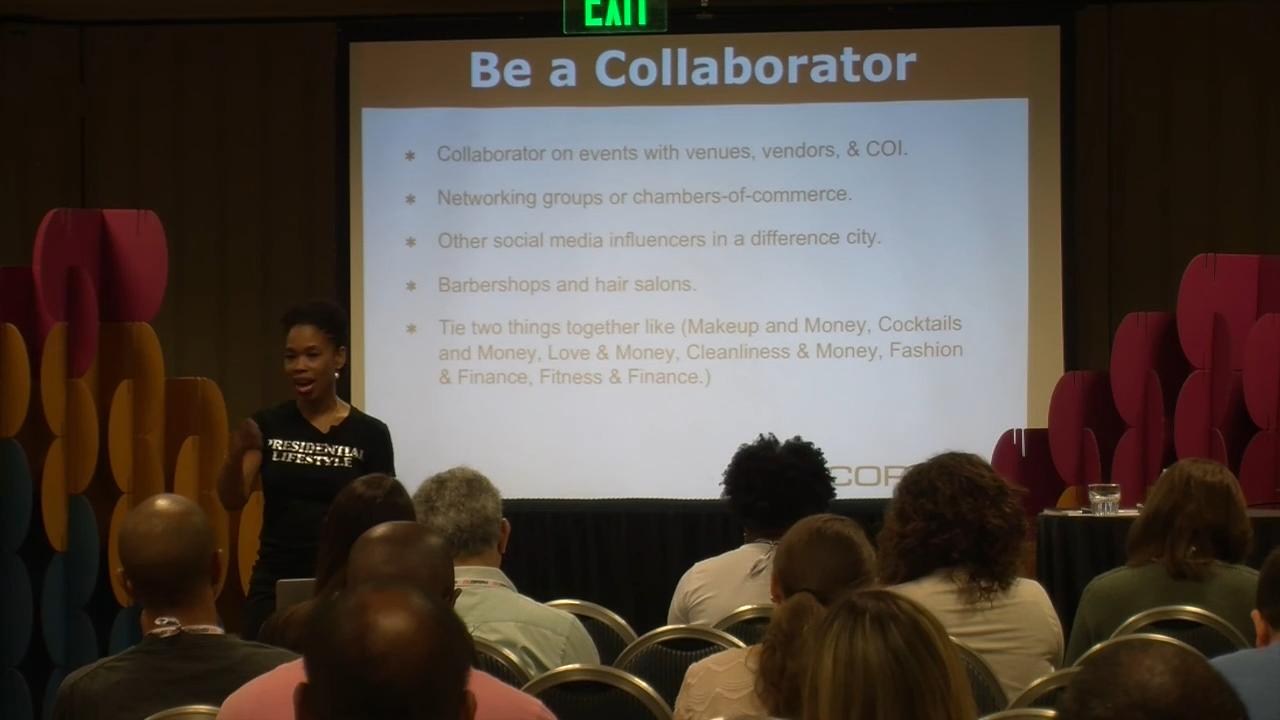 EXIT
Be a Collaborator
* Collaborator on events with venues, vendors, & COI.
* Networking groups or chambers-of-commerce.
* Other social media influencers in a difference city.
* Barbershops and hair salons.
* Tie two things together like (Makeup and Money, Cocktails
and Money, Love & Money, Cleanliness & Money, Fashion
& Finance, Fitness & Finance.)
PRESIDENTIAL
LIFESTYLE